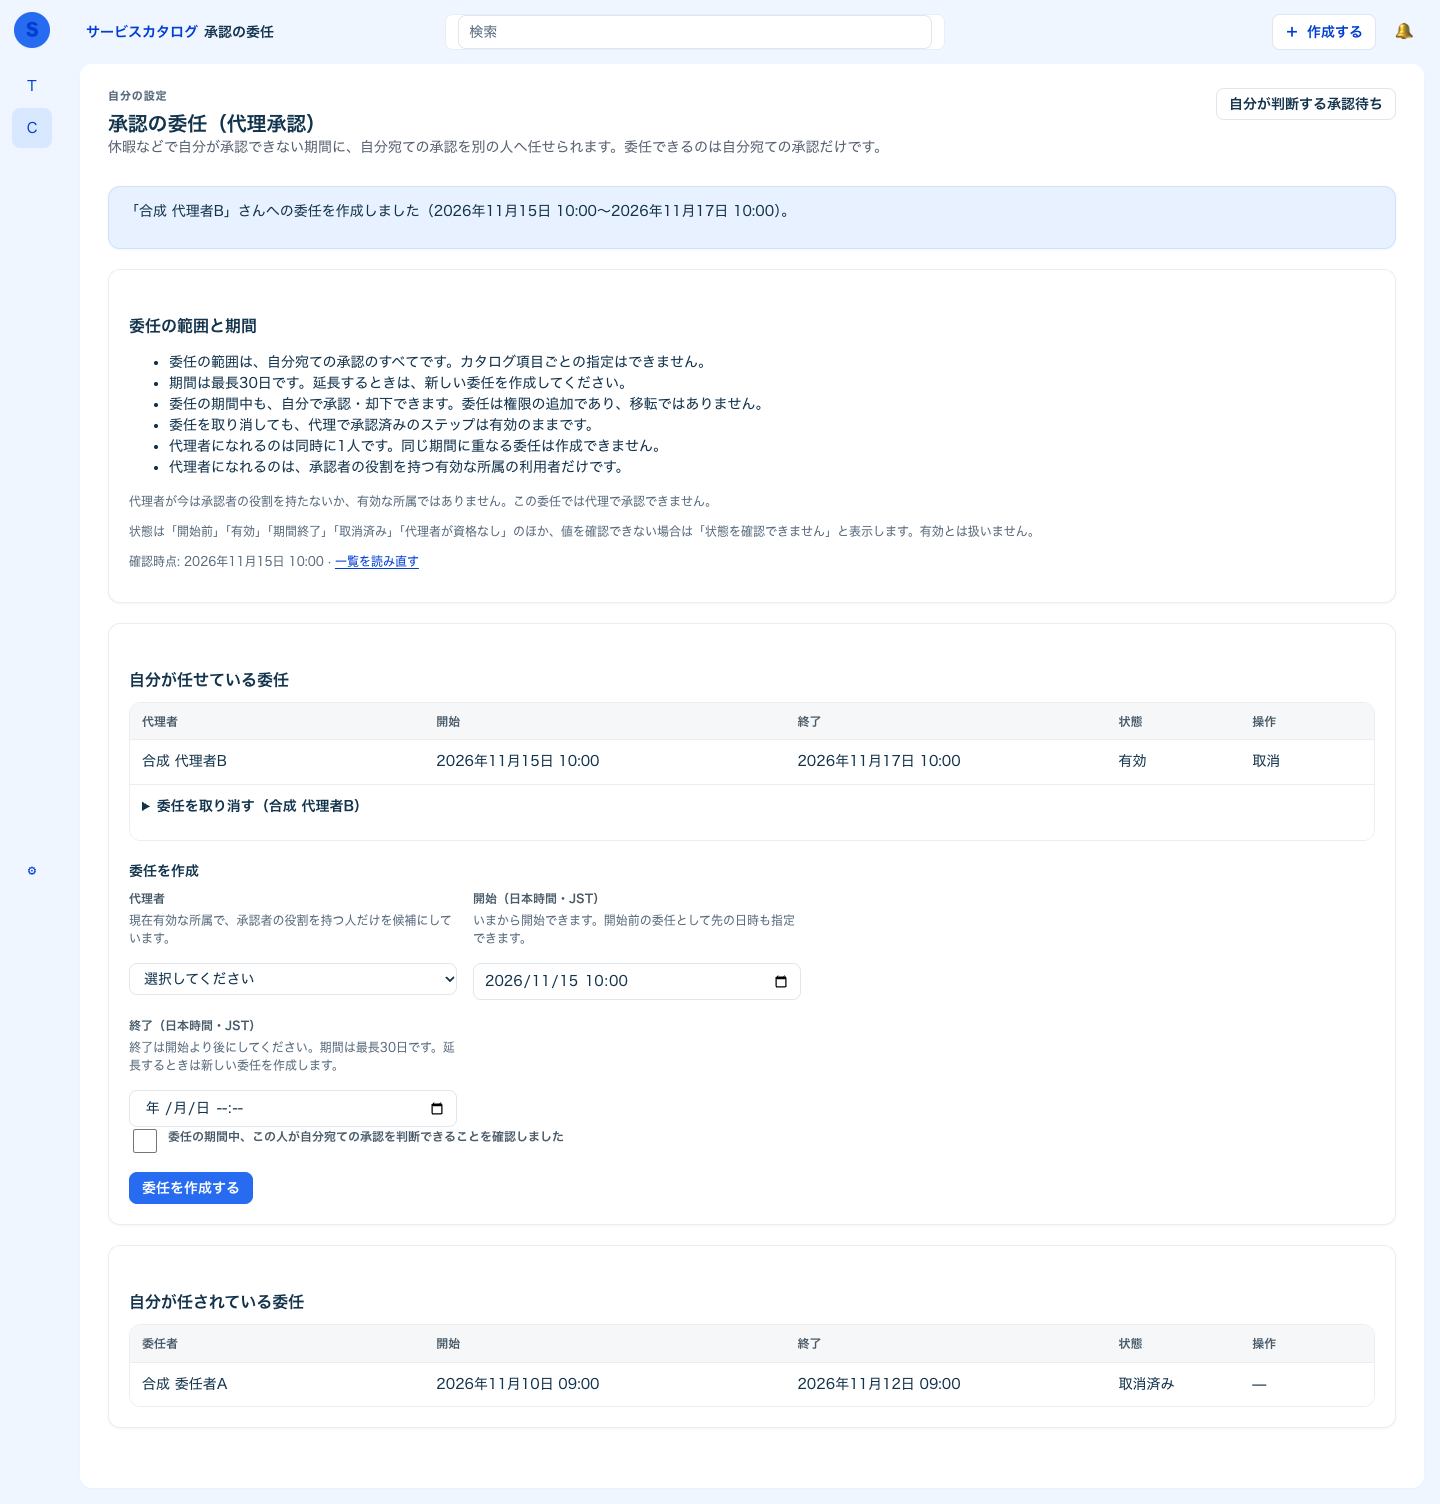 S
サービスカタログ 承認の委任
検索
+ 作成する
T
C
自分の設定
承認の委任（代理承認）
自分が判断する承認待ち
休暇などで自分が承認できない期間に、自分宛ての承認を別の人へ任せられます。委任できるのは自分宛ての承認だけです。
「合成 代理者B」さんへの委任を作成しました（2026年11月15日 10:00〜2026年11月17日 10:00）。
委任の範囲と期間
• 委任の範囲は、自分宛ての承認のすべてです。カタログ項目ごとの指定はできません。
• 期間は最長30日です。延長するときは、新しい委任を作成してください。
• 委任の期間中も、自分で承認・却下できます。委任は権限の追加であり、移転ではありません。
• 委任を取り消しても、代理で承認済みのステップは有効のままです。
• 代理者になれるのは同時に1人です。同じ期間に重なる委任は作成できません。
• 代理者になれるのは、承認者の役割を持つ有効な所属の利用者だけです。
代理者が今は承認者の役割を持たないか、有効な所属ではありません。この委任では代理で承認できません。
状態は「開始前」「有効」「期間終了」「取消済み」「代理者が資格なし」のほか、値を確認できない場合は「状態を確認できません」と表示します。有効とは扱いません。
確認時点: 2026年11月15日 10:00 · 一覧を読み直す
自分が任せている委任
代理者 開始 終了 状態 操作
合成 代理者B 2026年11月15日 10:00 2026年11月17日 10:00 有効 取消
▶ 委任を取り消す（合成 代理者B）
委任を作成
代理者
現在有効な所属で、承認者の役割を持つ人だけを候補にして
います。
選択してください
開始（日本時間・JST）
いまから開始できます。開始前の委任として先の日時も指定
できます。
2026/11/15 10:00
終了（日本時間・JST）
終了は開始より後にしてください。期間は最長30日です。延
長するときは新しい委任を作成します。
年 /月/日 --:--
委任の期間中、この人が自分宛ての承認を判断できることを確認しました
委任を作成する
自分が任されている委任
委任者 開始 終了 状態 操作
合成 委任者A 2026年11月10日 09:00 2026年11月12日 09:00 取消済み —